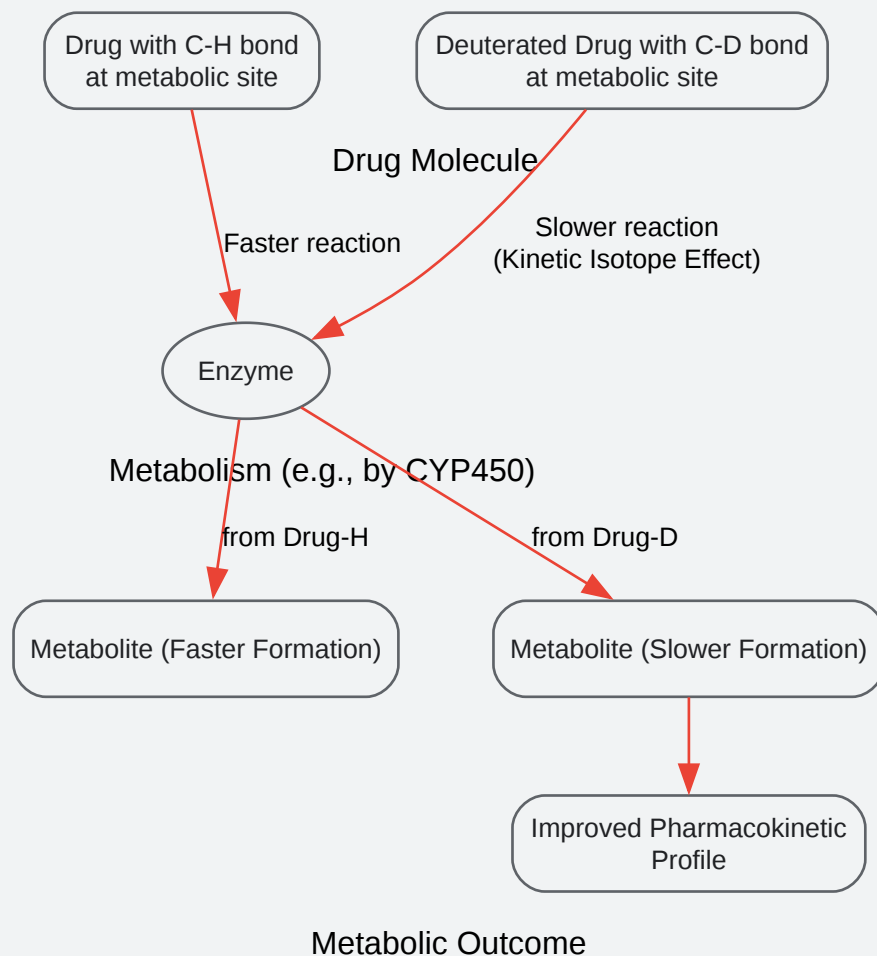 Drug with C-H bond
at metabolic site
Deuterated Drug with C-D bond
at metabolic site
Drug Molecule
Faster reaction
Slower reaction
(Kinetic Isotope Effect)
Enzyme
Metabolism (e.g., by CYP450)
from Drug-H
from Drug-D
Metabolite (Faster Formation)
Metabolite (Slower Formation)
Improved Pharmacokinetic
Profile
Metabolic Outcome